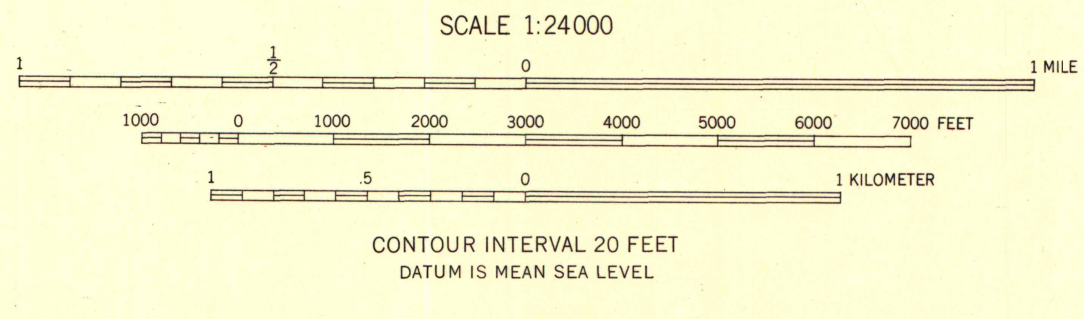 SCALE 1:24000
1 1/2 0 1 MILE
1000 0 1000 2000 3000 4000 5000 6000 7000 FEET
1 .5 0 1 KILOMETER
CONTOUR INTERVAL 20 FEET
DATUM IS MEAN SEA LEVEL